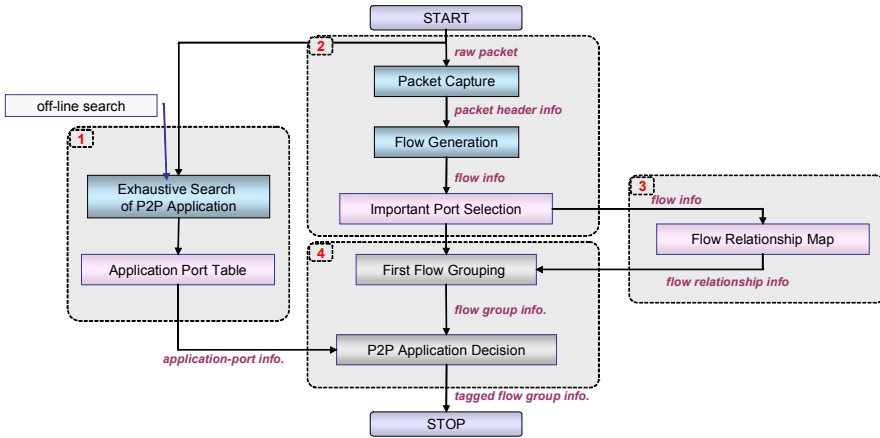 START
2
raw packet
Packet Capture
off-line search
packet header info
1
Flow Generation
flow info
3
Exhaustive Search
of P2P Application
Important Port Selection
flow info
Flow Relationship Map
4
Application Port Table
First Flow Grouping
flow relationship info
flow group info.
application-port info.
P2P Application Decision
tagged flow group info.
STOP